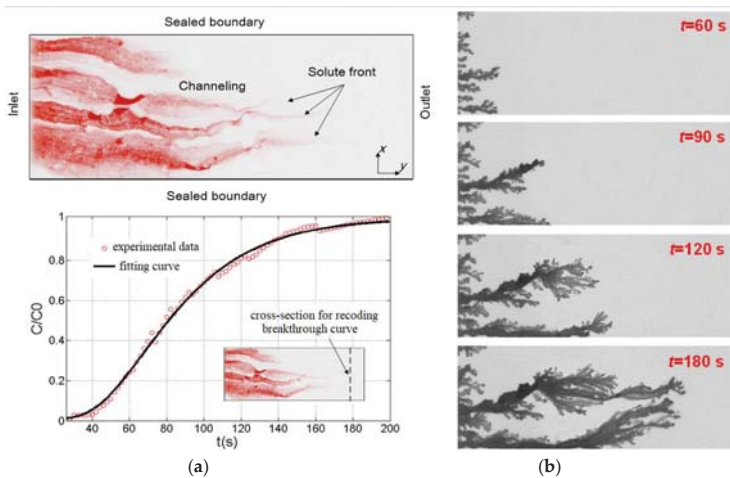 Sealed boundary
Inlet
Channeling
Solute front
x
y
Outlet
Sealed boundary
C/C0
1
0.8
0.6
0.4
0.2
0
experimental data
fitting curve
cross-section for recoding
breakthrough curve
40 60 80 100 120 140 160 180 200
t(s)
(a)
t=60 s
t=90 s
t=120 s
t=180 s
(b)